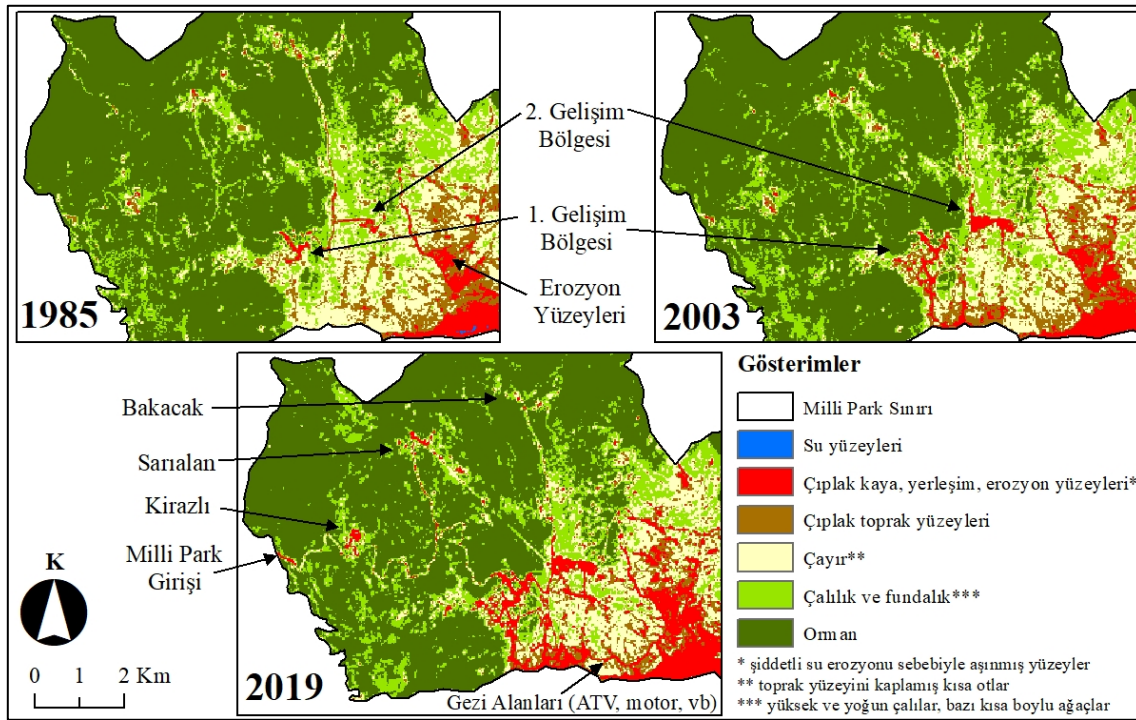 2. Gelişim
Bölgesi
1. Gelişim
Bölgesi
Erozyon
Yüzeyleri
1985
2003
Bakacak
Sarıalan
Kirazlı
Milli Park
Girişi
K
0 1 2 Km
2019
Gezi Alanları (ATV, motor, vb)
Gösterimler
Milli Park Sınırı
Su yüzeyleri
Çıplak kaya, yerleşim, erozyon yüzeyleri*
Çıplak toprak yüzeyleri
Çayır**
Çalılık ve fundalık***
Orman
* şiddetli su erozyonu sebebiyle aşınmış yüzeyler
** toprak yüzeyini kaplamış kısa otlar
*** yüksek ve yoğun çalılar, bazı kısa boylu ağaçlar